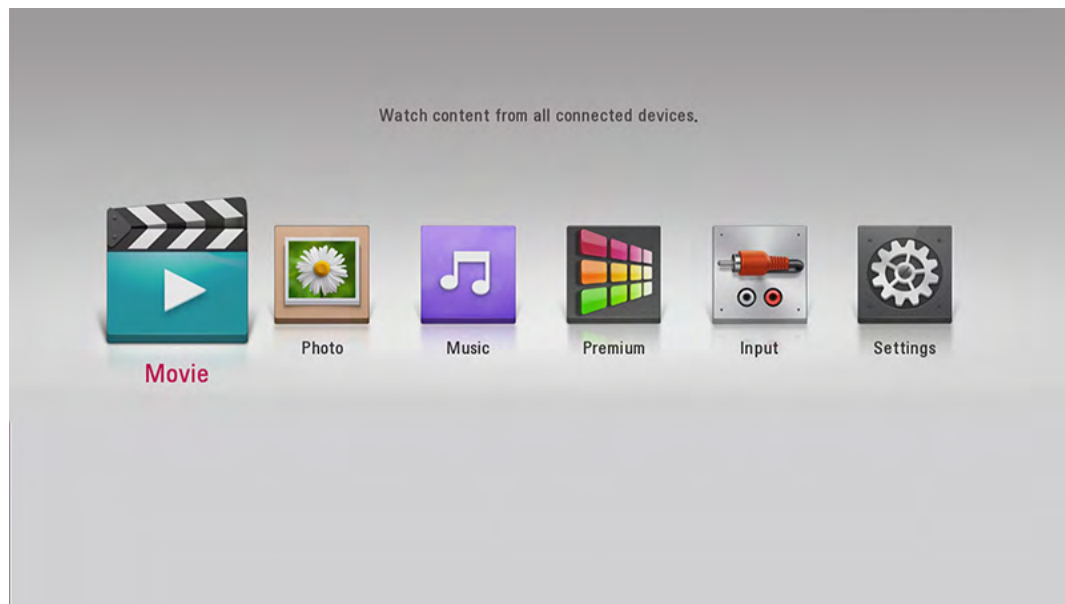 Watch content from all connected devices.
Photo
Music
Premium
Input
Settings
Movie